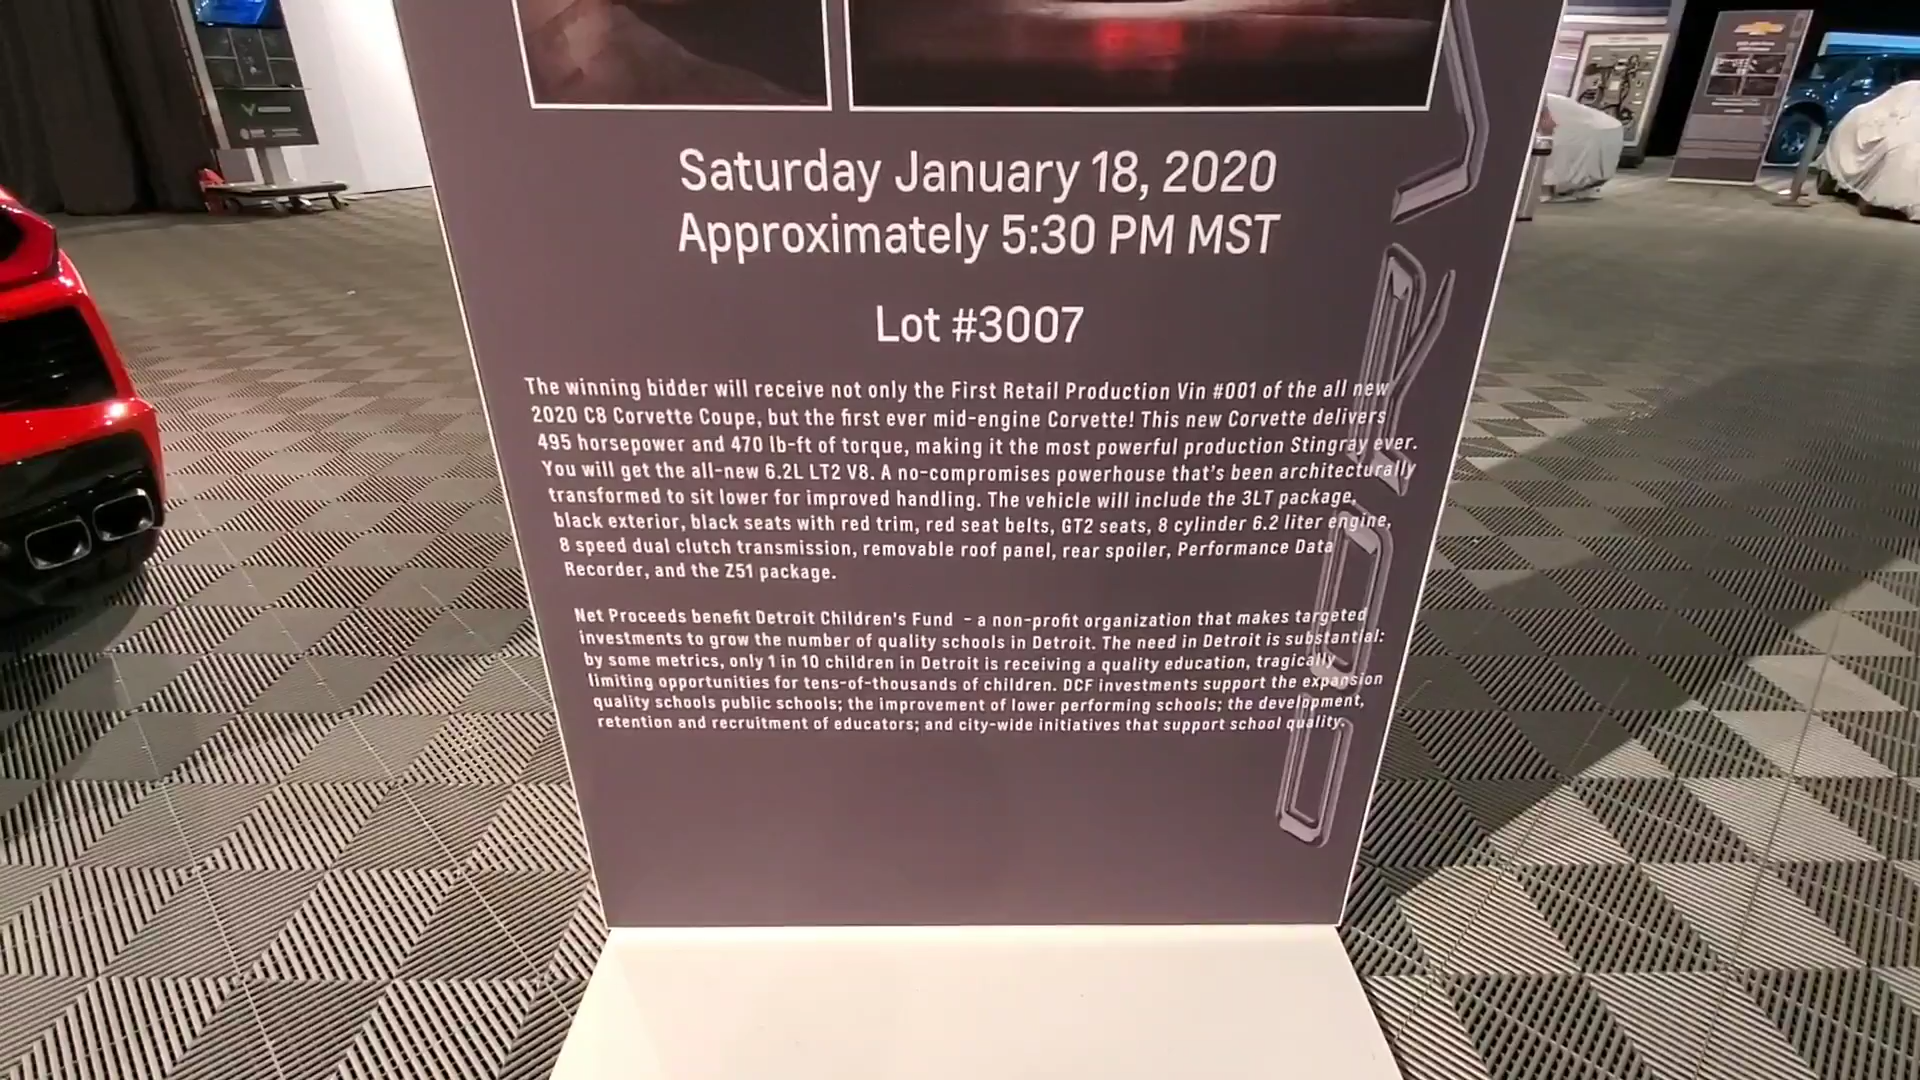 Saturday January 18, 2020
Approximately 5:30 PM MST
Lot #3007
The winning bidder will receive not only the First Retail Production Vin #001 of the all new
2020 C8 Corvette Coupe, but the first ever mid-engine Corvette! This new Corvette delivers
495 horsepower and 470 lb-ft of torque, making it the most powerful production Stingray ever.
You will get the all-new 6.2L LT2 V8. A no-compromises powerhouse that's been architecturally
transformed to sit lower for improved handling. The vehicle will include the 3LT package,
black exterior, black seats with red trim, red seat belts, GT2 seats, 8 cylinder 6.2 liter engine,
8 speed dual clutch transmission, removable roof panel, rear spoiler, Performance Data
Recorder, and the Z51 package.
Net Proceeds benefit Detroit Children's Fund - a non-profit organization that makes targeted
investments to grow the number of quality schools in Detroit. The need in Detroit is substantial:
by some metrics, only 1 in 10 children in Detroit is receiving a quality education, tragically
limiting opportunities for tens-of-thousands of children. DCF investments support the expansion
quality schools public schools; the improvement of lower performing schools; the development,
retention and recruitment of educators; and city-wide initiatives that support school quality.